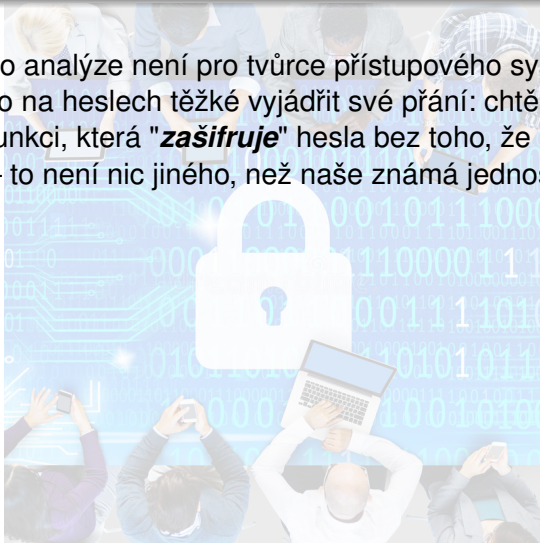 o analýze není pro tvůrce přístupového sy
o na heslech těžké vyjádřit své přání: chtě
unkci, která "zašifruje" hesla bez toho, že
to není nic jiného, než naše známá jednos